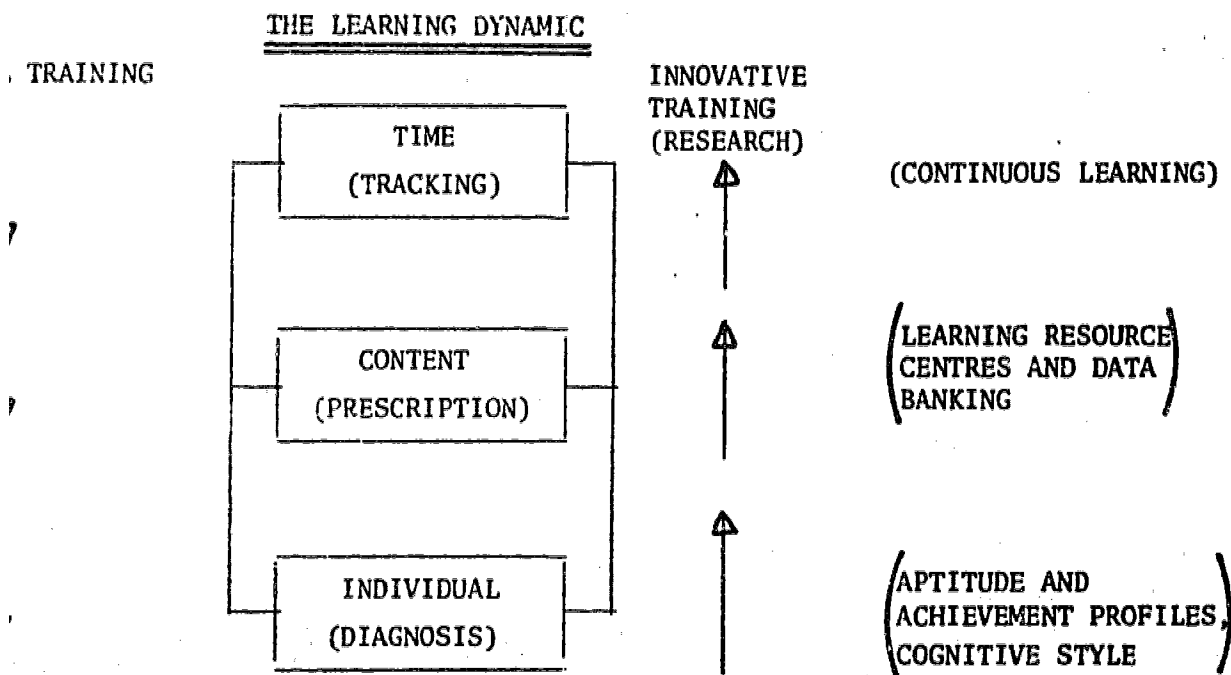 THE LEARNING DYNAMIC
TRAINING
INNOVATIVE
TRAINING
(RESEARCH)
TIME
(TRACKING)
(CONTINUOUS LEARNING)
CONTENT
(PRESCRIPTION)
(LEARNING RESOURCE
CENTRES AND DATA
BANKING)
INDIVIDUAL
(DIAGNOSIS)
(APTITUDE AND
ACHIEVEMENT PROFILES,
COGNITIVE STYLE)